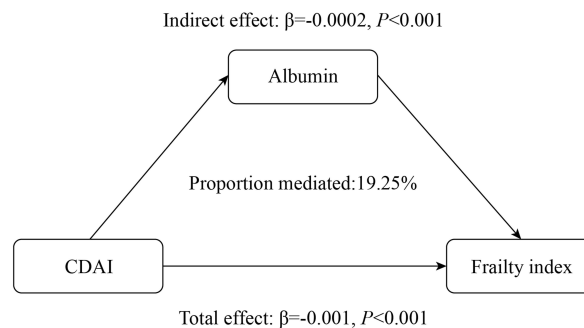 Indirect effect: β=-0.0002, P<0.001
Albumin
Proportion mediated:19.25%
CDAI
Frailty index
Total effect: β=-0.001, P<0.001